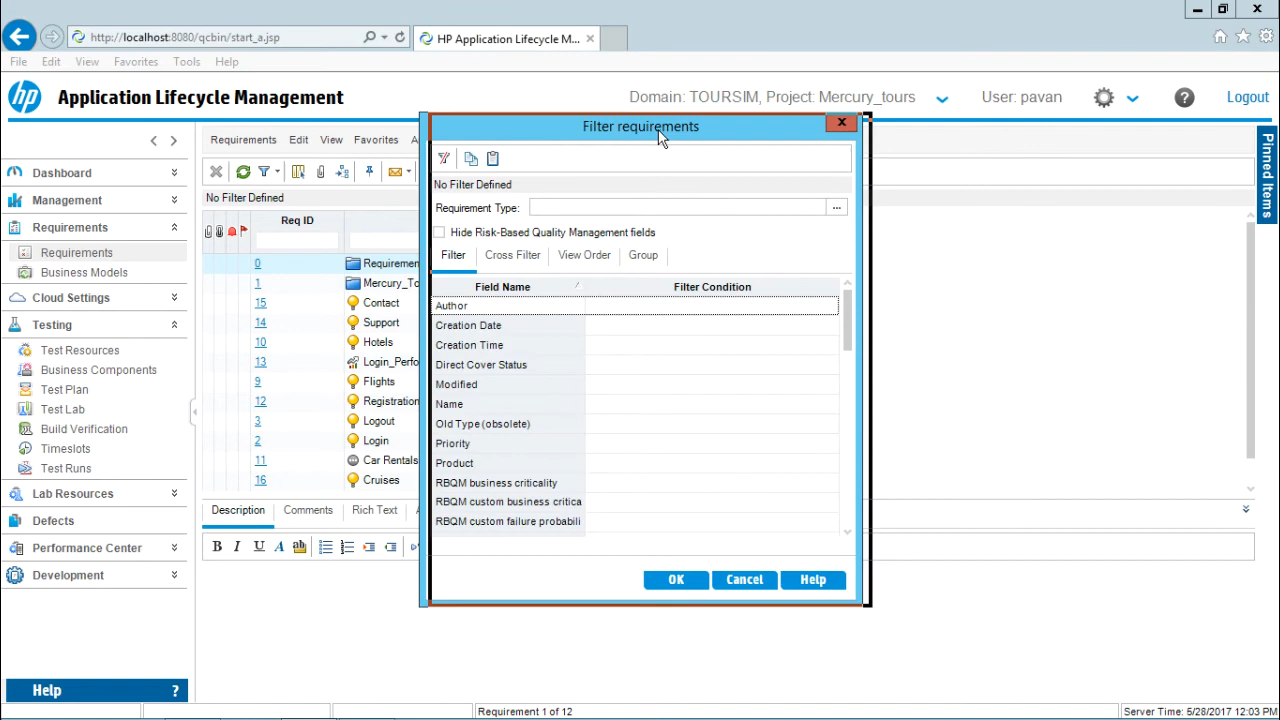 http://localhost:8080/qcbin/start_a.jsp
HP Application Lifecycle M...
File Edit View Favorites Tools Help
hp Application Lifecycle Management
Domain: TOURSIM, Project: Mercury_tours
User: pavan
Logout
Pinned Items
Dashboard
Management
Requirements
Requirements
Business Models
Cloud Settings
Testing
Test Resources
Business Components
Test Plan
Test Lab
Build Verification
Timeslots
Test Runs
Lab Resources
Defects
Performance Center
Development
Help ?
Requirements Edit View Favorites A
No Filter Defined
Req ID
0 Requiremen
1 Mercury_To
15 Contact
14 Support
10 Hotels
13 Login_Perfo
9 Flights
12 Registration
3 Logout
2 Login
11 Car Rentals
16 Cruises
Description Comments Rich Text
B I U A ab
Filter requirements
No Filter Defined
Requirement Type: ...
Hide Risk-Based Quality Management fields
Filter Cross Filter View Order Group
Field Name Filter Condition
Author
Creation Date
Creation Time
Direct Cover Status
Modified
Name
Old Type (obsolete)
Priority
Product
RBQM business criticality
RBQM custom business critica
RBQM custom failure probabili
OK Cancel Help
Requirement 1 of 12
Server Time: 5/28/2017 12:03 PM